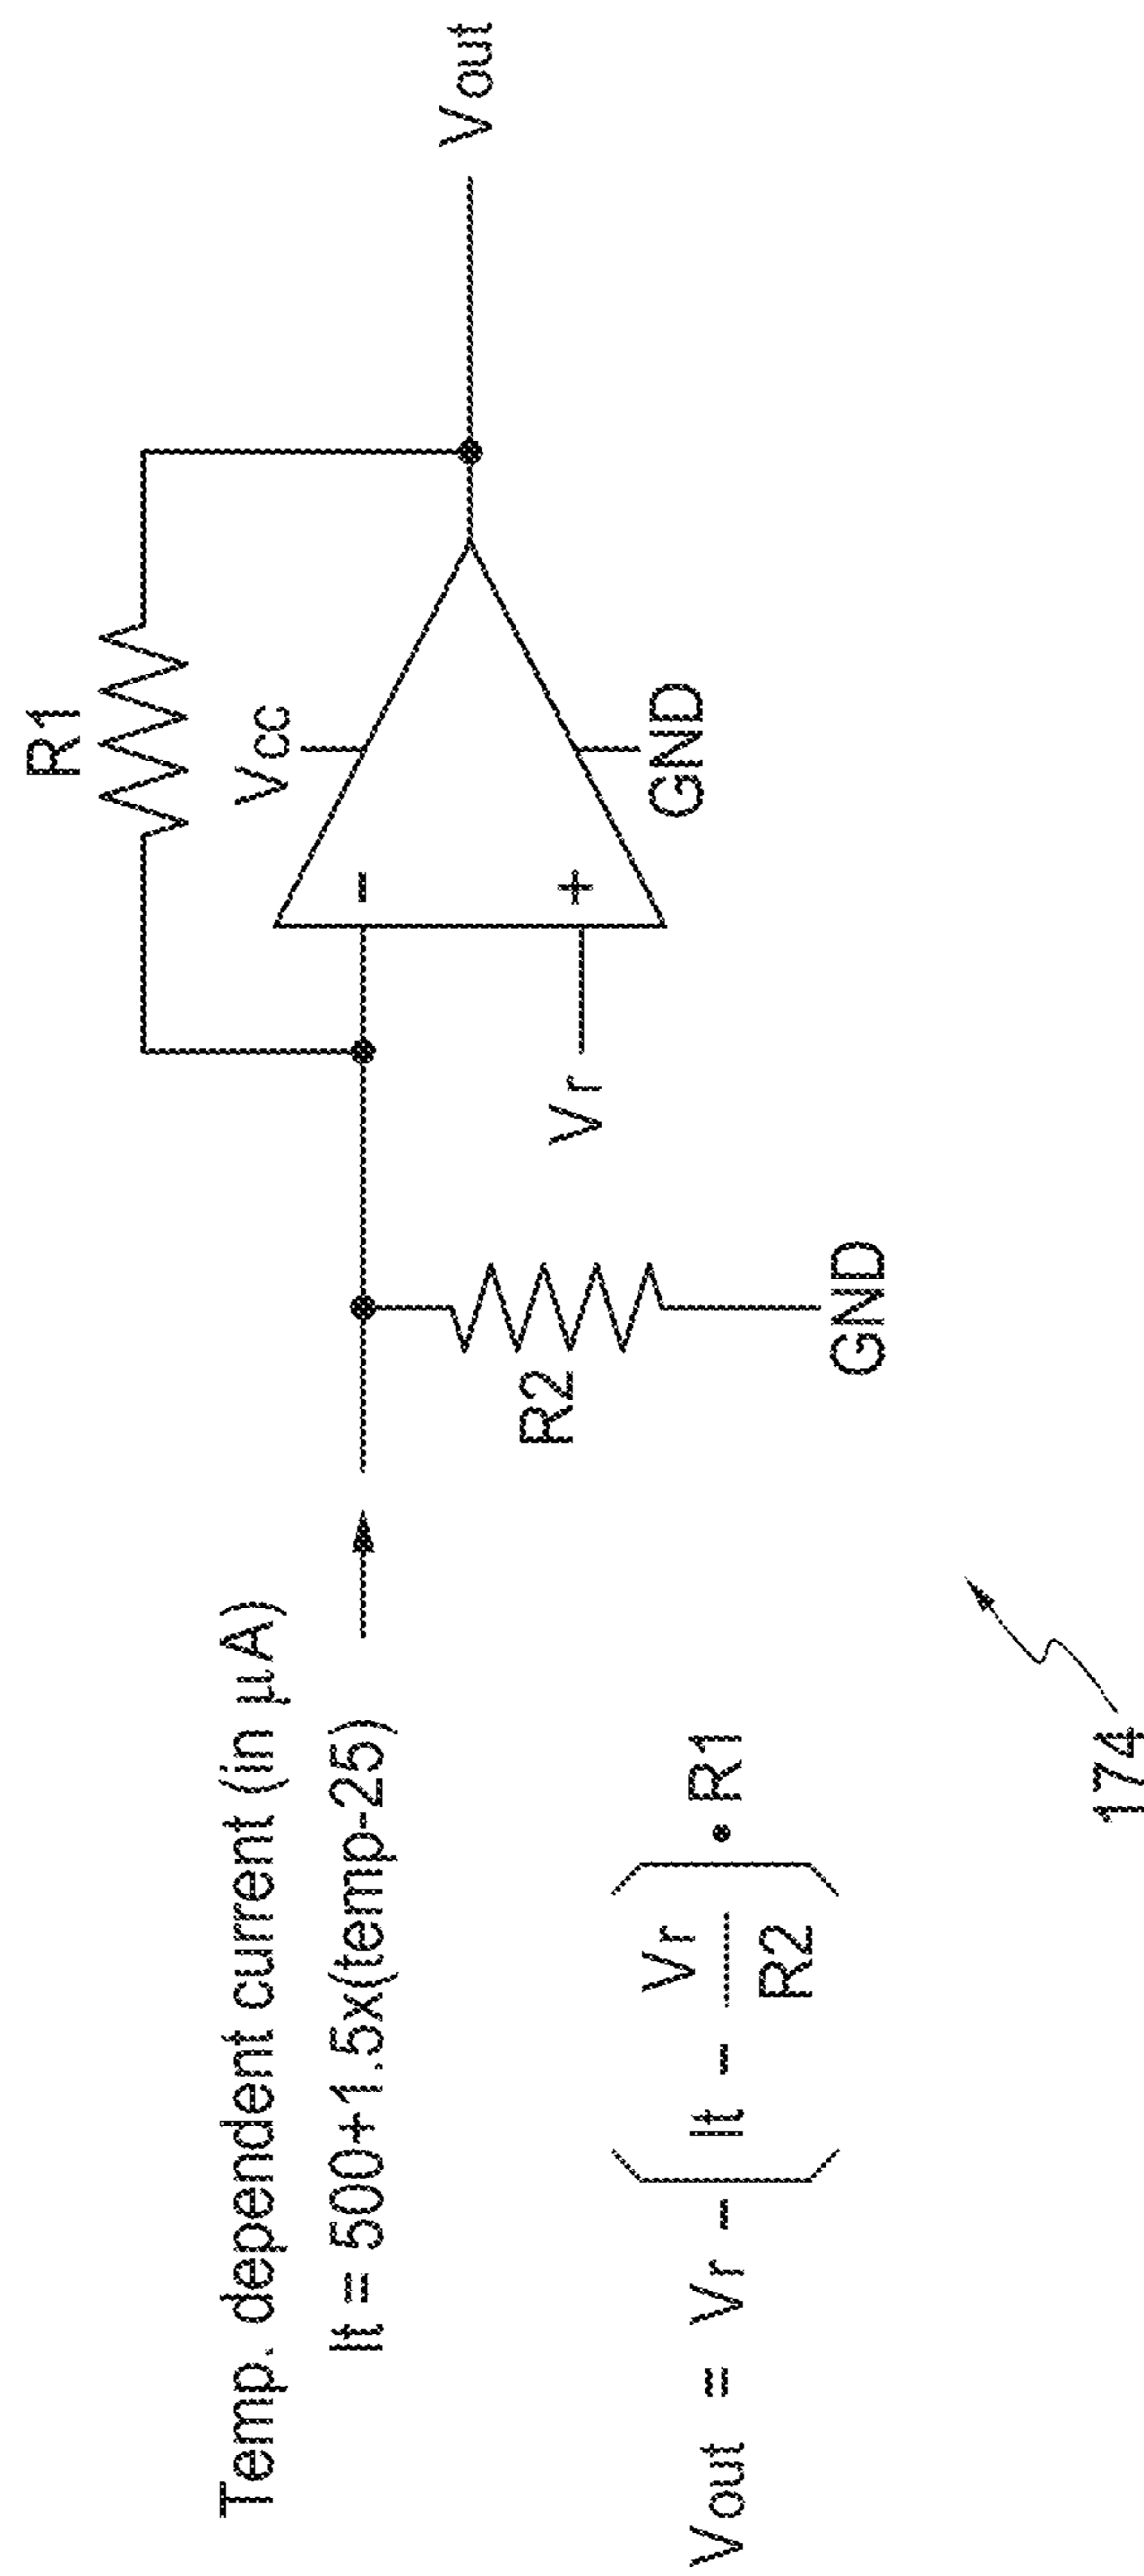 R1
Vcc
Vout
-
+
Vr
GND
R2
GND
Temp. dependent current (in µA)
It = 500+1.5x(temp-25)
Vout = Vr - ( It - Vr/R2 ) • R1
174